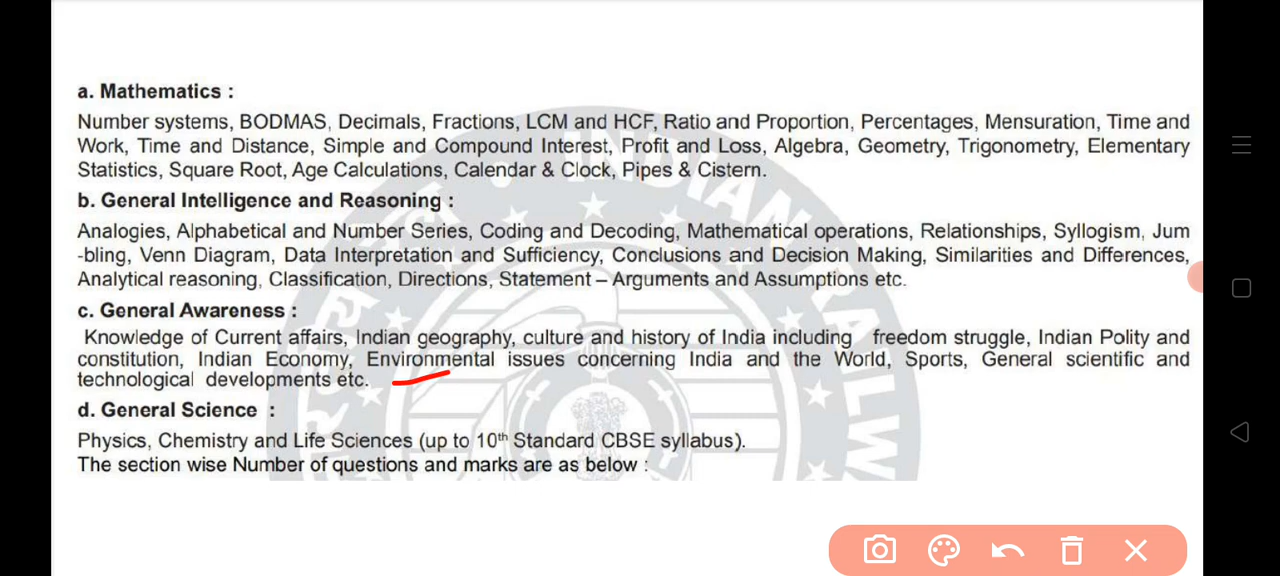 a. Mathematics :
Number systems, BODMAS, Decimals, Fractions, LCM and HCF, Ratio and Proportion, Percentages, Mensuration, Time and
Work, Time and Distance, Simple and Compound Interest, Profit and Loss, Algebra, Geometry, Trigonometry, Elementary
Statistics, Square Root, Age Calculations, Calendar & Clock, Pipes & Cistern.
b. General Intelligence and Reasoning :
Analogies, Alphabetical and Number Series, Coding and Decoding, Mathematical operations, Relationships, Syllogism, Jum
-bling, Venn Diagram, Data Interpretation and Sufficiency, Conclusions and Decision Making, Similarities and Differences,
Analytical reasoning, Classification, Directions, Statement – Arguments and Assumptions etc.
c. General Awareness :
Knowledge of Current affairs, Indian geography, culture and history of India including freedom struggle, Indian Polity and
constitution, Indian Economy, Environmental issues concerning India and the World, Sports, General scientific and
technological developments etc.
d. General Science :
Physics, Chemistry and Life Sciences (up to 10th Standard CBSE syllabus).
The section wise Number of questions and marks are as below :
INDIAN RAILW